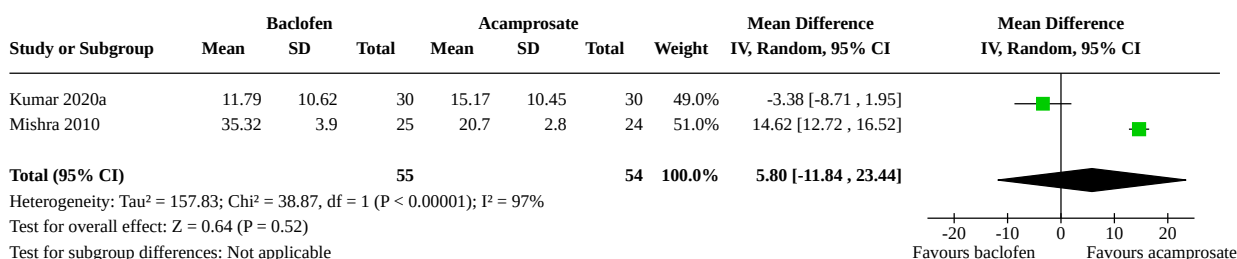 Baclofen Acamprosate Mean Difference Mean Difference
Study or Subgroup Mean SD Total Mean SD Total Weight IV, Random, 95% CI IV, Random, 95% CI
Kumar 2020a 11.79 10.62 30 15.17 10.45 30 49.0% -3.38 [-8.71 , 1.95]
Mishra 2010 35.32 3.9 25 20.7 2.8 24 51.0% 14.62 [12.72 , 16.52]
Total (95% CI) 55 54 100.0% 5.80 [-11.84 , 23.44]
Heterogeneity: Tau² = 157.83; Chi² = 38.87, df = 1 (P < 0.00001); I² = 97%
Test for overall effect: Z = 0.64 (P = 0.52)
-20 -10 0 10 20
Test for subgroup differences: Not applicable Favours baclofen Favours acamprosate